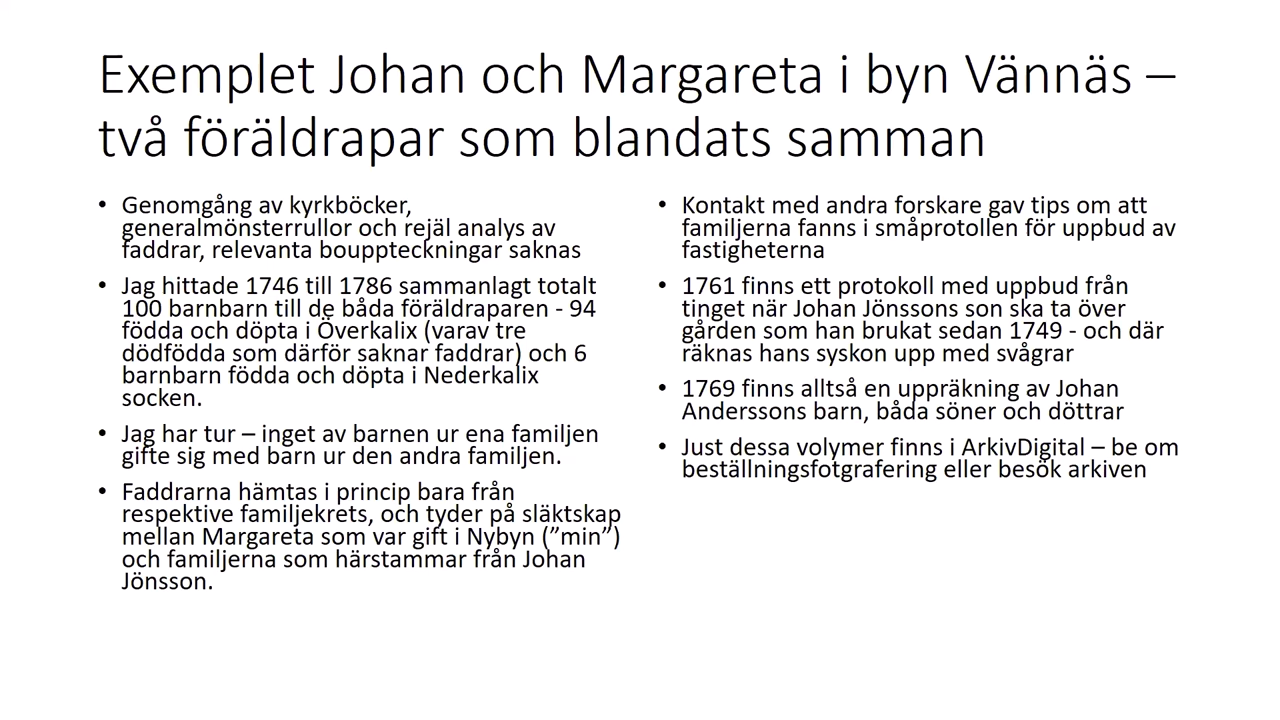 Exemplet Johan och Margareta i byn Vännäs –
två föräldrapar som blandats samman
• Genomgång av kyrkböcker,
generalmönsterrullor och rejäl analys av
faddrar, relevanta bouppteckningar saknas
• Jag hittade 1746 till 1786 sammanlagt totalt
100 barnbarn till de båda föräldraparen - 94
födda och döpta i Överkalix (varav tre
dödfödda som därför saknar faddrar) och 6
barnbarn födda och döpta i Nederkalix
socken.
• Jag har tur – inget av barnen ur ena familjen
gifte sig med barn ur den andra familjen.
• Faddrarna hämtas i princip bara från
respektive familjekrets, och tyder på släktskap
mellan Margareta som var gift i Nybyn (”min”)
och familjerna som härstammar från Johan
Jönsson.
• Kontakt med andra forskare gav tips om att
familjerna fanns i småprotollen för uppbud av
fastigheterna
• 1761 finns ett protokoll med uppbud från
tinget när Johan Jönssons son ska ta över
gården som han brukat sedan 1749 - och där
räknas hans syskon upp med svågrar
• 1769 finns alltså en uppräkning av Johan
Anderssons barn, båda söner och döttrar
• Just dessa volymer finns i ArkivDigital – be om
beställningsfotgrafering eller besök arkiven